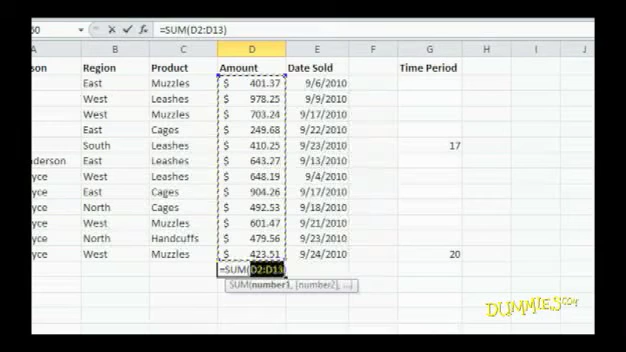 =SUM(D2:D13)
A B C D E F G H I J
Region Product Amount Date Sold Time Period
East Muzzles $ 401.37 9/6/2010
West Leashes $ 978.25 9/9/2010
West Muzzles $ 703.24 9/17/2010
East Cages $ 249.68 9/22/2010
South Leashes $ 410.25 9/23/2010 17
nderson East Leashes $ 643.27 9/13/2010
yce West Leashes $ 648.19 9/4/2010
yce East Cages $ 904.26 9/17/2010
yce North Cages $ 492.53 9/18/2010
yce West Muzzles $ 601.47 9/21/2010
yce North Handcuffs $ 479.56 9/23/2010
yce West Muzzles $ 423.51 9/24/2010 20
=SUM(D2:D13)
SUM(number1, [number2], ...)
DUMMIES.COM